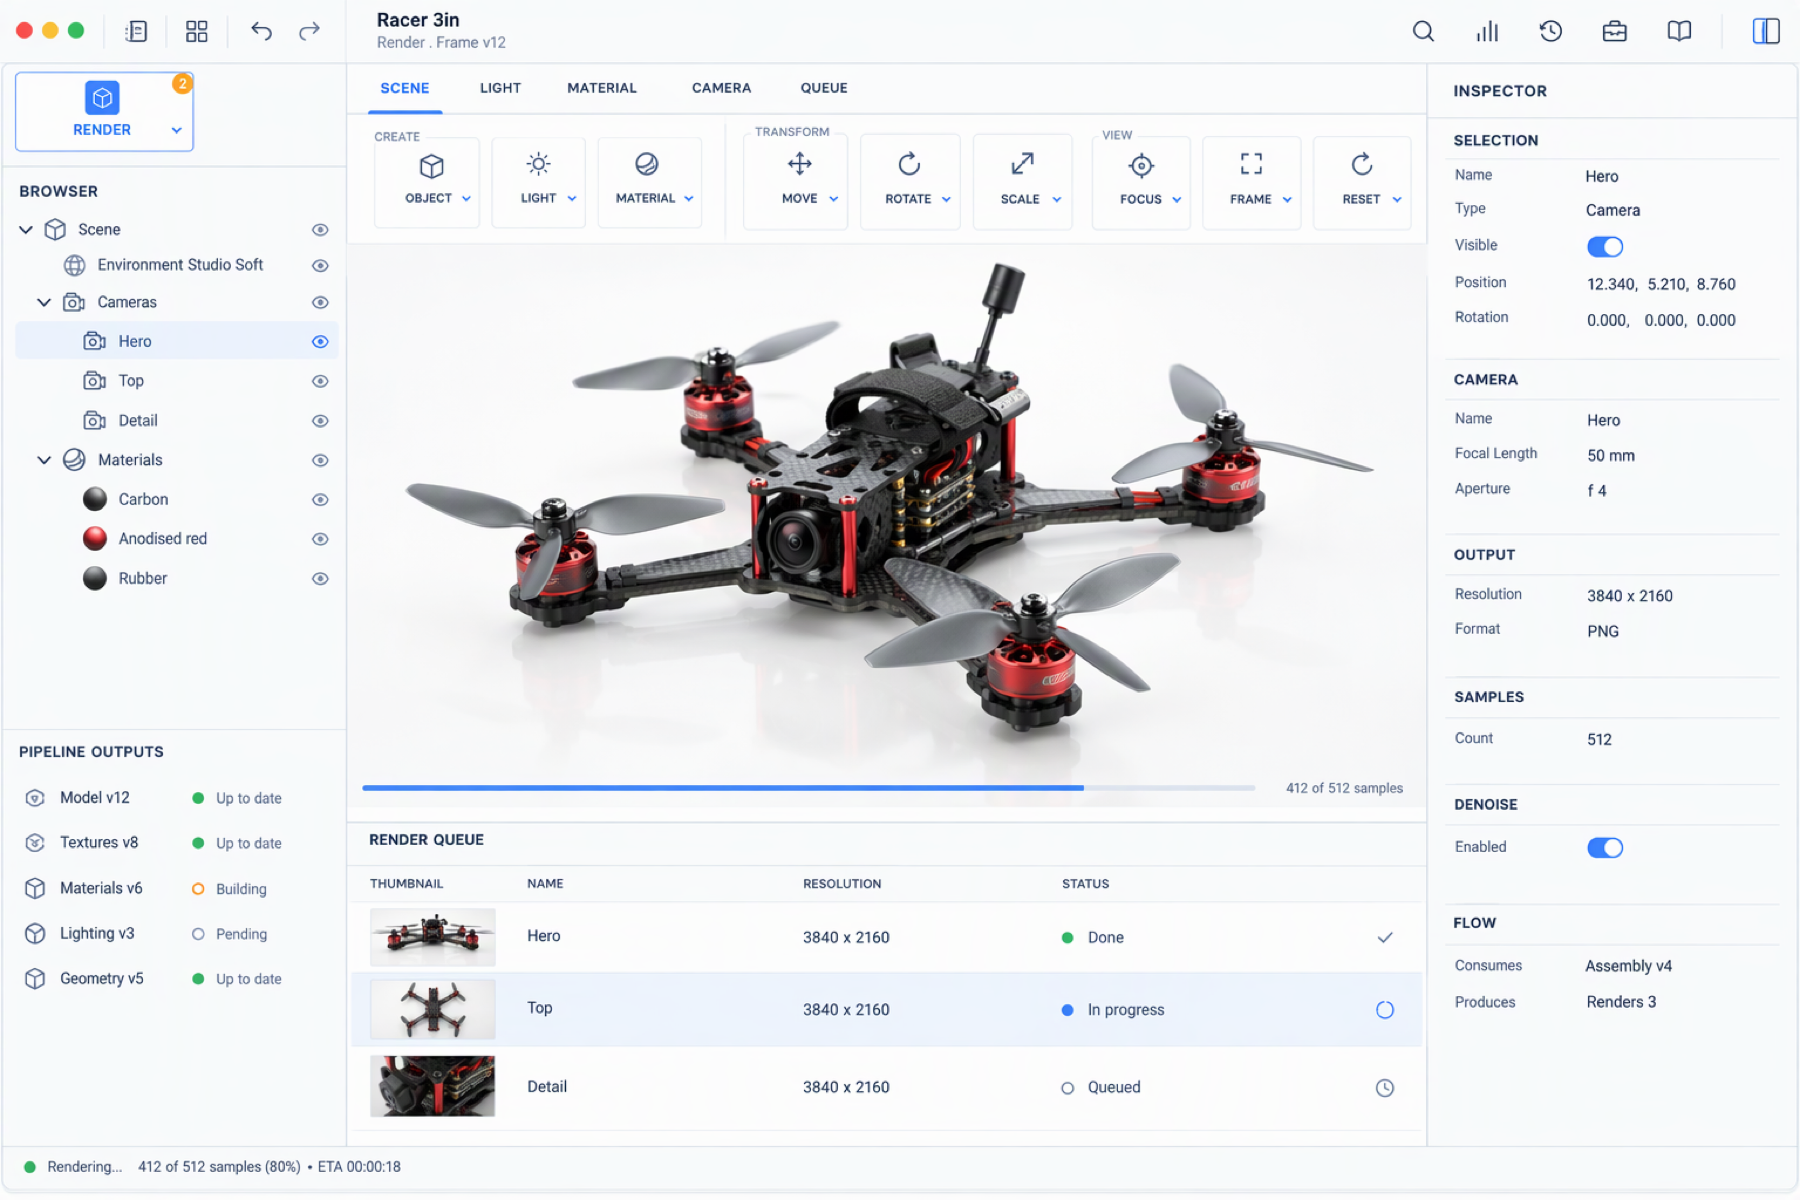 Racer 3in
Render . Frame v12
2
RENDER
SCENE LIGHT MATERIAL CAMERA QUEUE
CREATE TRANSFORM VIEW
OBJECT LIGHT MATERIAL MOVE ROTATE SCALE FOCUS FRAME RESET
BROWSER
Scene
Environment Studio Soft
Cameras
Hero
Top
Detail
Materials
Carbon
Anodised red
Rubber
PIPELINE OUTPUTS
Model v12 Up to date
Textures v8 Up to date
Materials v6 Building
Lighting v3 Pending
Geometry v5 Up to date
412 of 512 samples
RENDER QUEUE
THUMBNAIL NAME RESOLUTION STATUS
Hero 3840 x 2160 Done
Top 3840 x 2160 In progress
Detail 3840 x 2160 Queued
INSPECTOR
SELECTION
Name Hero
Type Camera
Visible
Position 12.340, 5.210, 8.760
Rotation 0.000, 0.000, 0.000
CAMERA
Name Hero
Focal Length 50 mm
Aperture f 4
OUTPUT
Resolution 3840 x 2160
Format PNG
SAMPLES
Count 512
DENOISE
Enabled
FLOW
Consumes Assembly v4
Produces Renders 3
Rendering... 412 of 512 samples (80%) • ETA 00:00:18